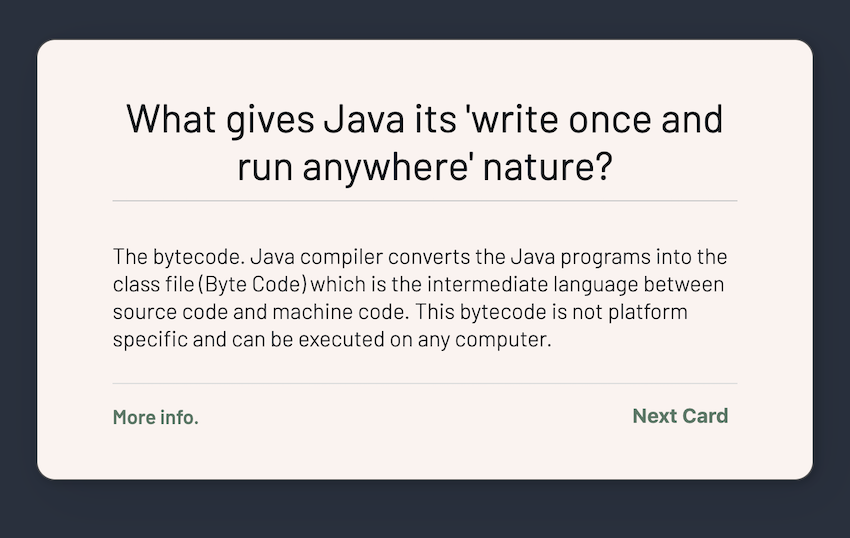 What gives Java its 'write once and
run anywhere' nature?
The bytecode. Java compiler converts the Java programs into the
class file (Byte Code) which is the intermediate language between
source code and machine code. This bytecode is not platform
specific and can be executed on any computer.
More info.
Next Card